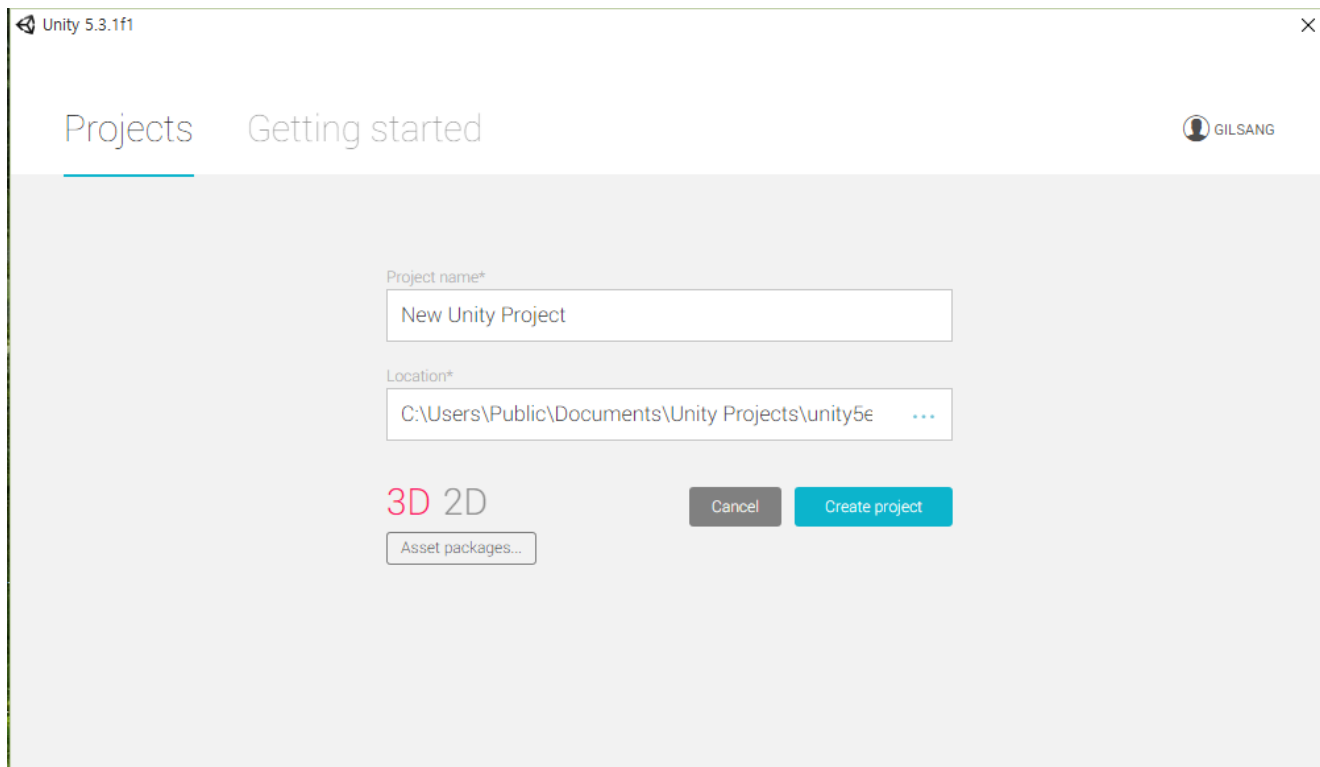 Unity 5.3.1f1
Projects Getting started GILSANG
Project name*
New Unity Project
Location*
C:\Users\Public\Documents\Unity Projects\unity5e ...
3D 2D Cancel Create project
Asset packages...